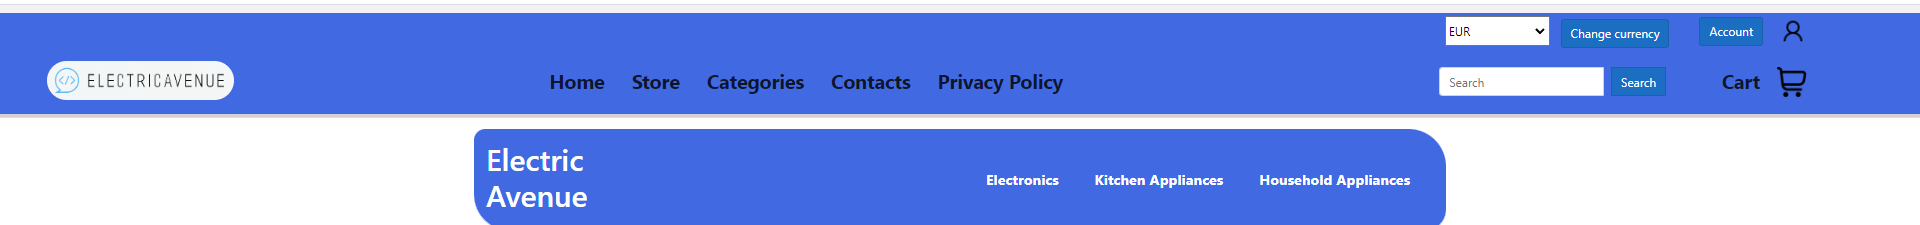 EUR
Change currency
Account
</> ELECTRICAVENUE
Home Store Categories Contacts Privacy Policy
Search
Search
Cart
Electric
Avenue
Electronics Kitchen Appliances Household Appliances